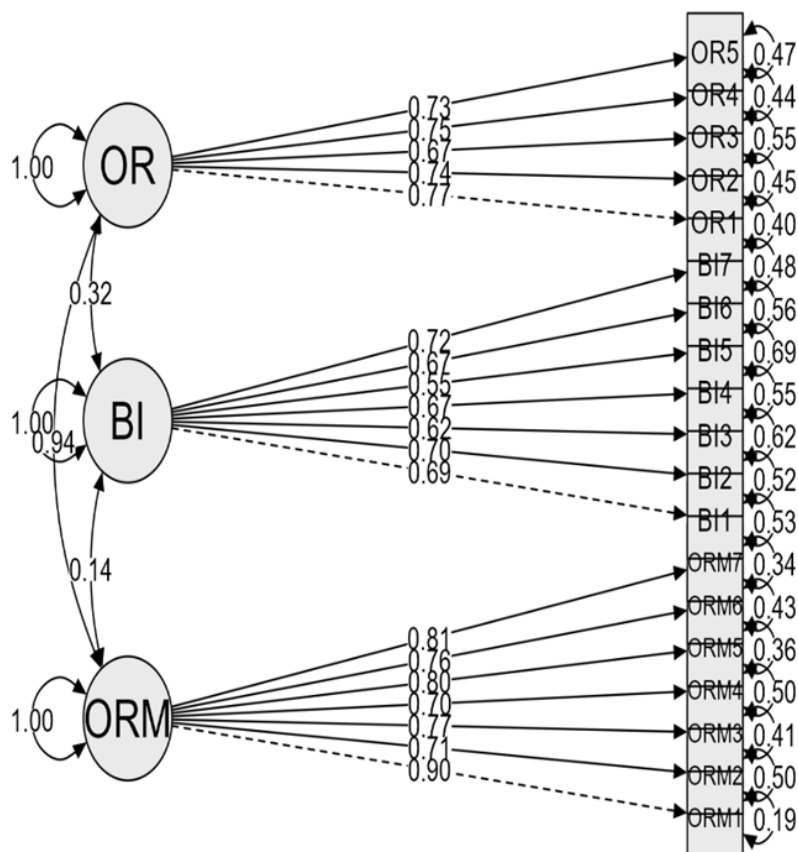 OR
1.00
0.32
BI
1.00
0.94
0.14
ORM
1.00
0.73
0.75
0.67
0.74
0.77
0.72
0.67
0.55
0.67
0.62
0.70
0.69
0.81
0.76
0.80
0.70
0.77
0.71
0.90
OR5 0.47
OR4 0.44
OR3 0.55
OR2 0.45
OR1 0.40
BI7 0.48
BI6 0.56
BI5 0.69
BI4 0.55
BI3 0.62
BI2 0.52
BI1 0.53
ORM7 0.34
ORM6 0.43
ORM5 0.36
ORM4 0.50
ORM3 0.41
ORM2 0.50
ORM1 0.19